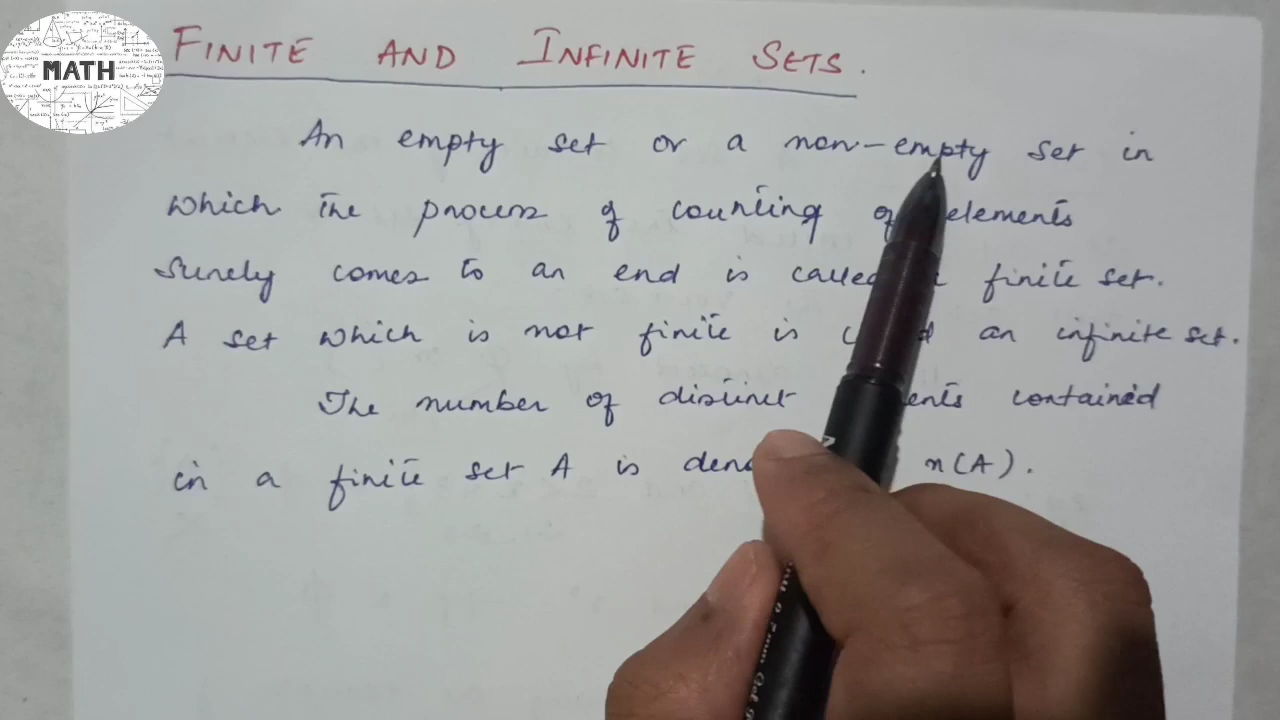 MATH
FINITE AND INFINITE SETS.
An empty set or a non-empty set in
which the process of counting of elements
surely comes to an end is called finite set.
A set which is not finite is an infinite set.
The number of distinct contained
in a finite set A is n(A).